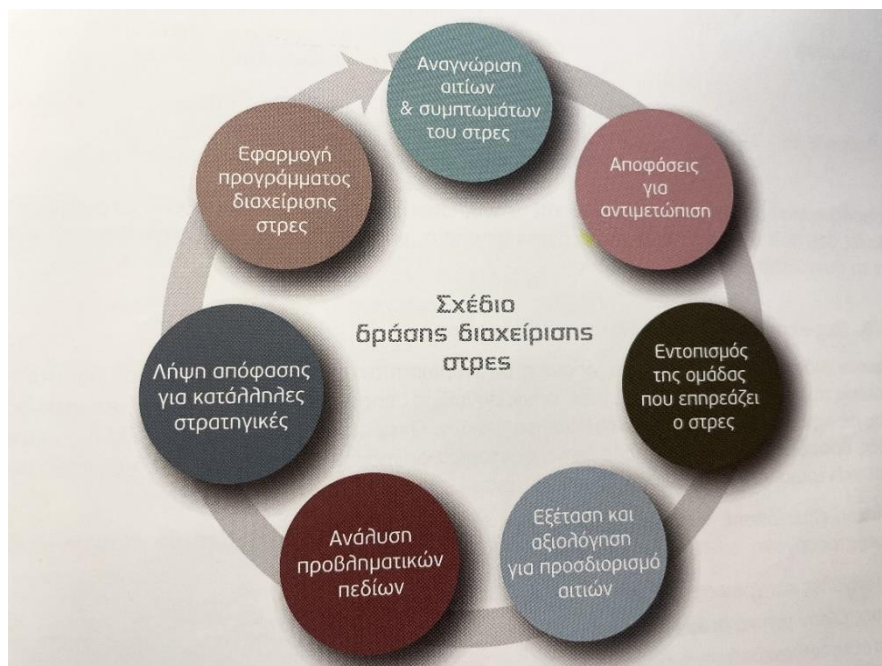 Αναγνώριση
αιτίων
& συμπτωμάτων
του στρες
Αποφάσεις
για
αντιμετώπιση
Εντοπισμός
της ομάδας
που επηρεάζει
ο στρες
Εξέταση και
αξιολόγηση
για προσδιορισμό
αιτιών
Ανάλυση
προβληματικών
πεδίων
Λήψη απόφασης
για κατάλληλες
στρατηγικές
Εφαρμογή
προγράμματος
διαχείρισης
στρες
Σχέδιο
δράσης διαχείρισης
στρες